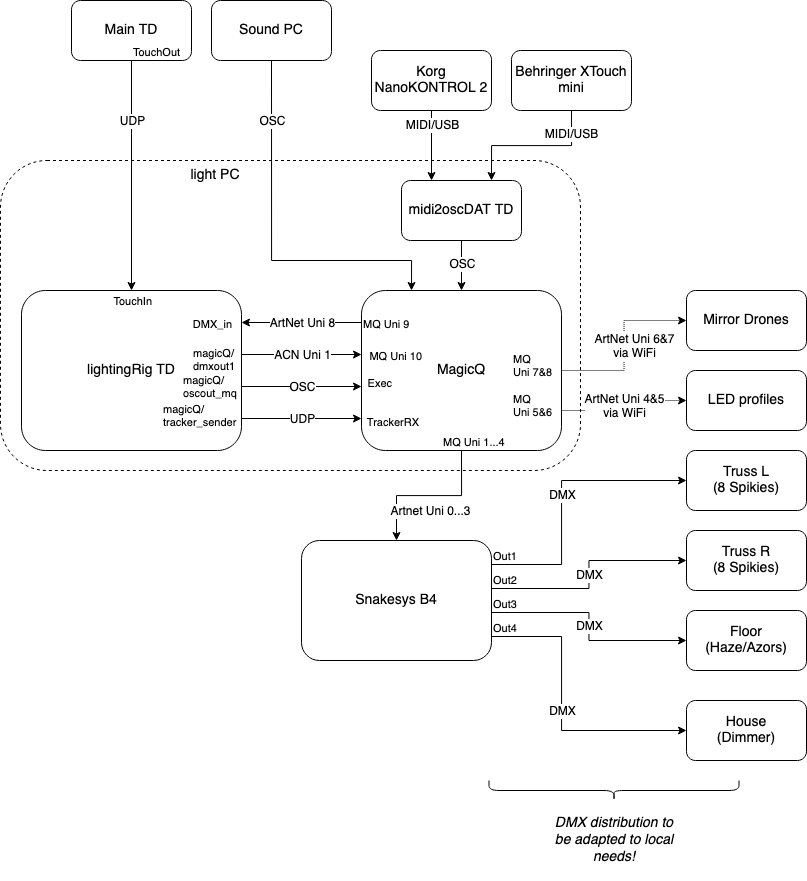 Main TD
TouchOut
Sound PC
Korg
NanoKONTROL 2
Behringer XTouch
mini
UDP
OSC
MIDI/USB
MIDI/USB
light PC
midi2oscDAT TD
OSC
TouchIn
DMX_in
ArtNet Uni 8
MQ Uni 9
lightingRig TD
magicQ/
dmxout1
ACN Uni 1
MQ Uni 10
magicQ/
oscout_mq
OSC
Exec
magicQ/
tracker_sender
UDP
TrackerRX
MagicQ
MQ
Uni 7&8
MQ
Uni 5&6
MQ Uni 1...4
ArtNet Uni 6&7
via WiFi
Mirror Drones
ArtNet Uni 4&5
via WiFi
LED profiles
Artnet Uni 0...3
Snakesys B4
Out1
Out2
Out3
Out4
DMX
Truss L
(8 Spikies)
DMX
Truss R
(8 Spikies)
DMX
Floor
(Haze/Azors)
DMX
House
(Dimmer)
DMX distribution to
be adapted to local
needs!